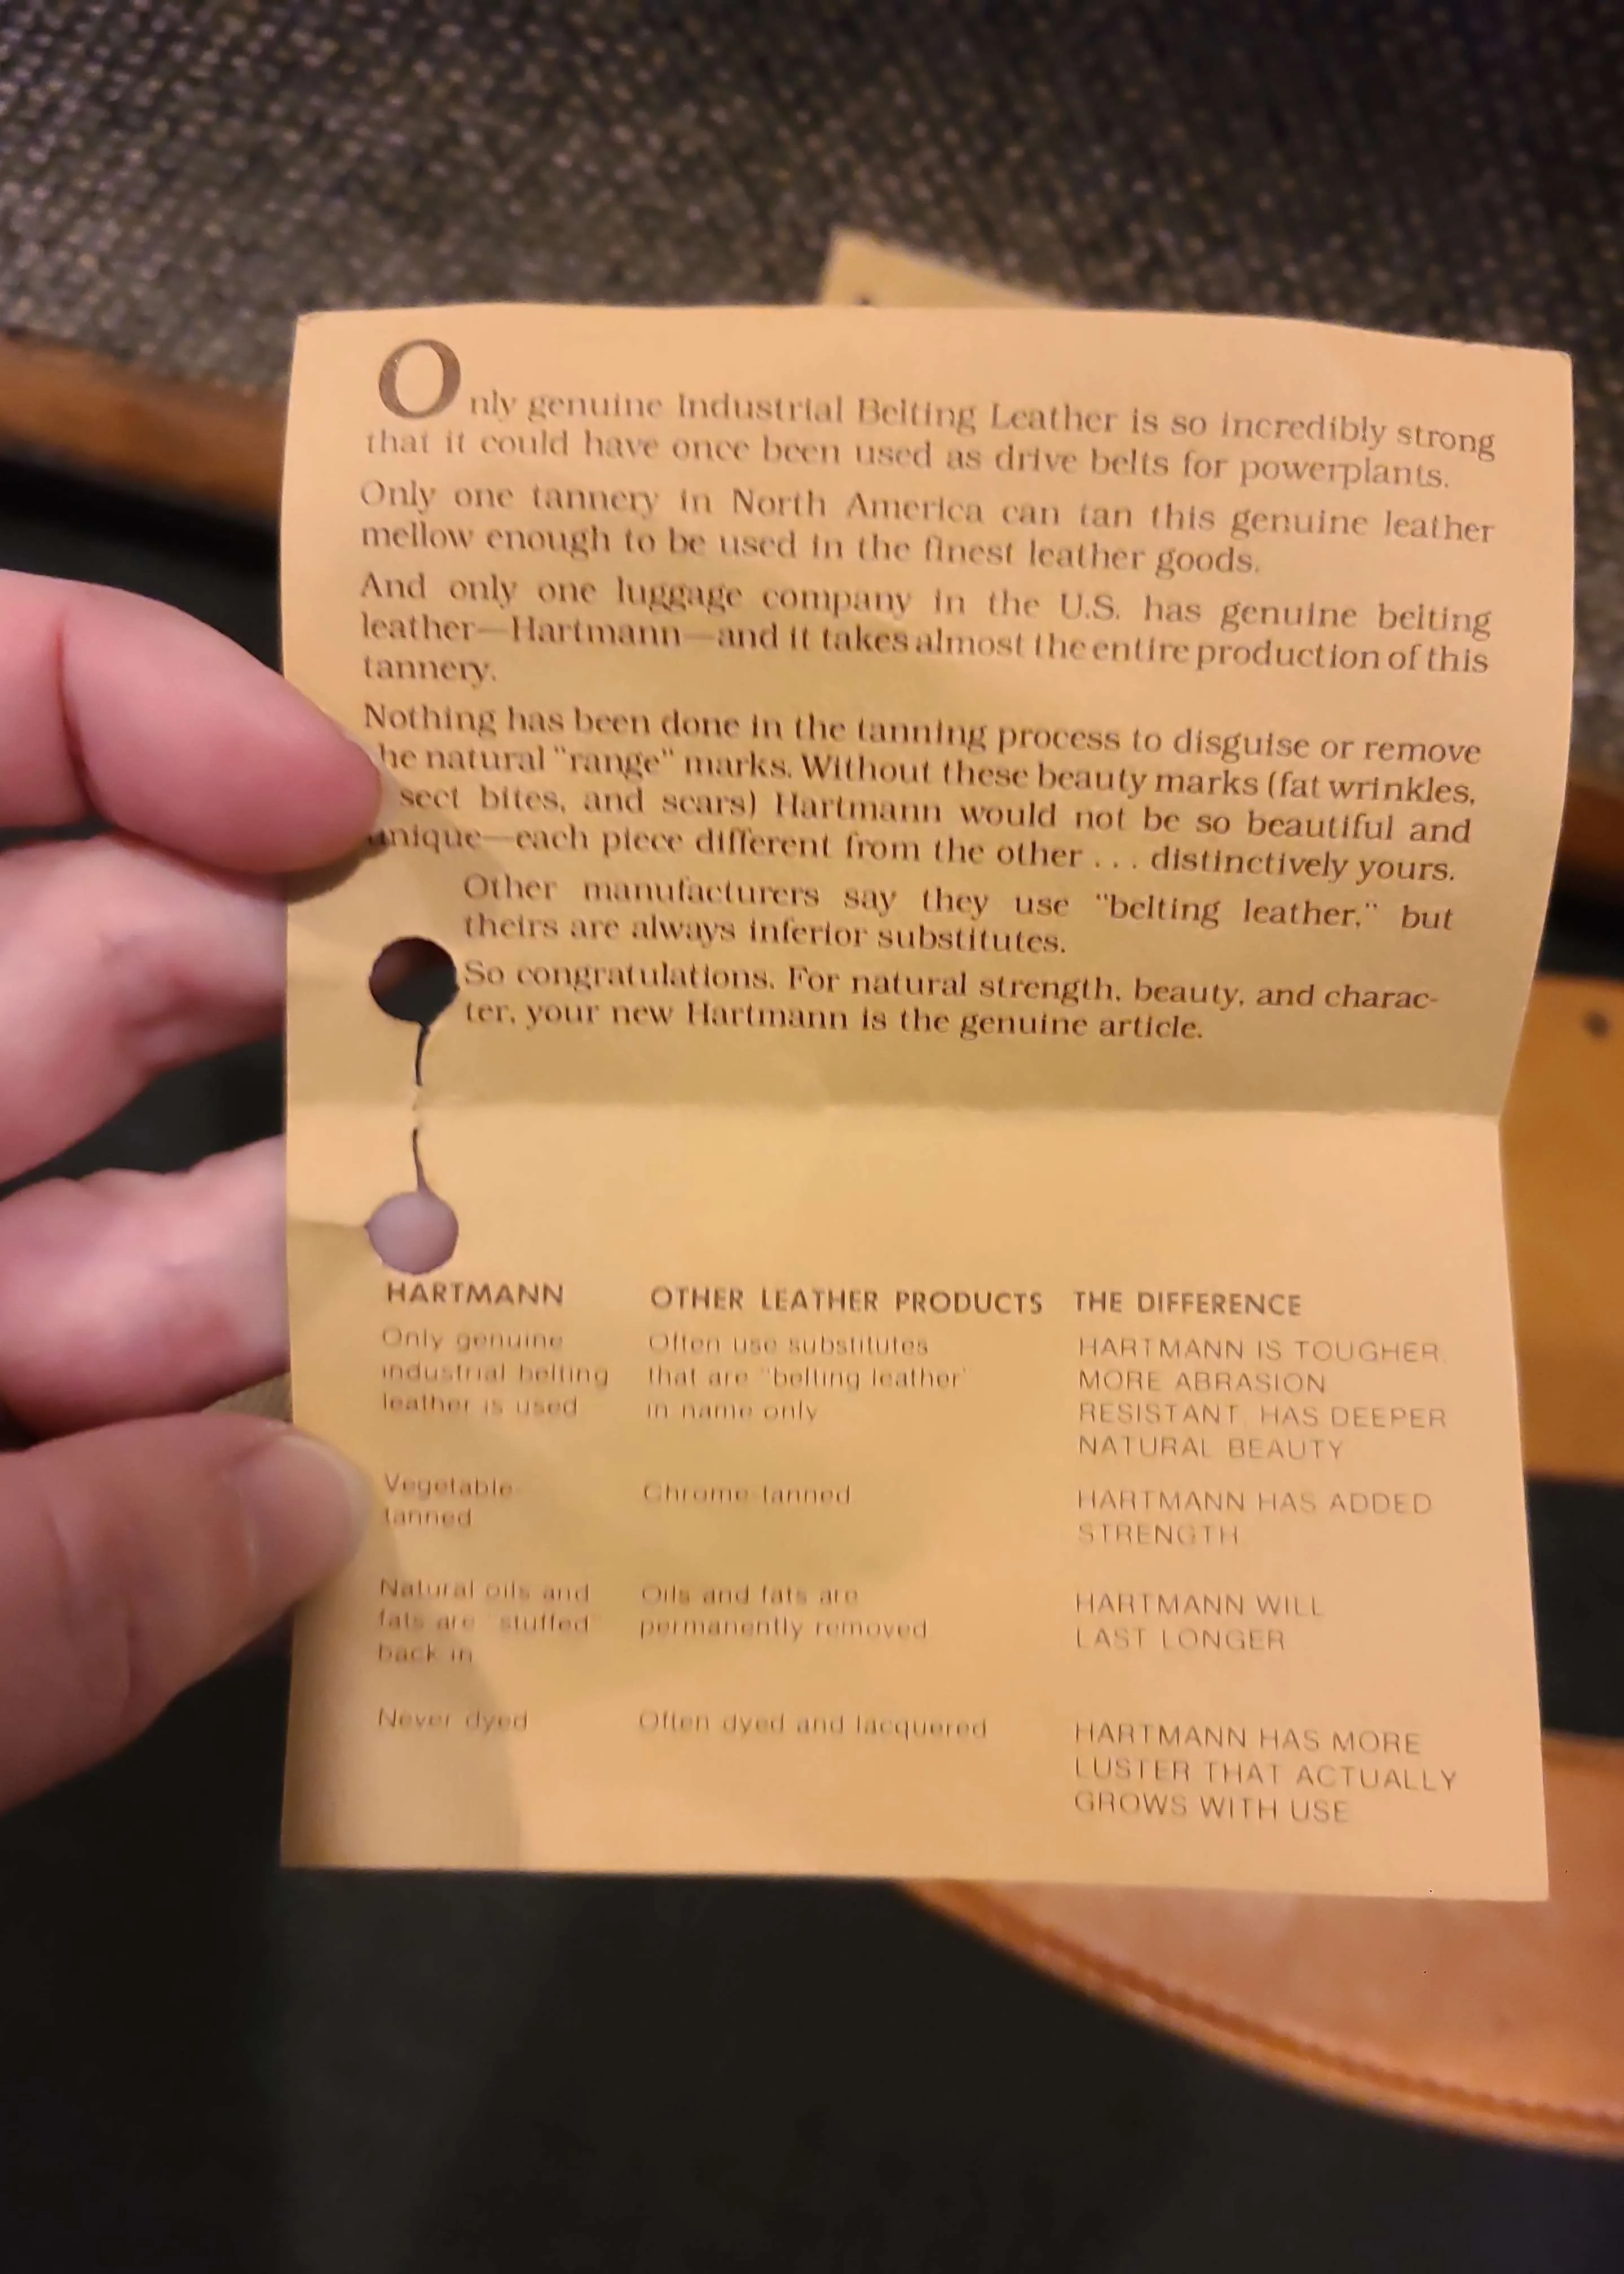 Only genuine Industrial Belting Leather is so incredibly strong
that it could have once been used as drive belts for powerplants.
Only one tannery in North America can tan this genuine leather
mellow enough to be used in the finest leather goods.
And only one luggage company in the U.S. has genuine belting
leather—Hartmann—and it takes almost the entire production of this
tannery.
Nothing has been done in the tanning process to disguise or remove
he natural "range" marks. Without these beauty marks (fat wrinkles,
sect bites, and scars) Hartmann would not be so beautiful and
unique—each piece different from the other . . . distinctively yours.
Other manufacturers say they use "belting leather," but
theirs are always inferior substitutes.
So congratulations. For natural strength, beauty, and charac-
ter, your new Hartmann is the genuine article.
HARTMANN OTHER LEATHER PRODUCTS THE DIFFERENCE
Only genuine
industrial belting
leather is used
Often use substitutes
that are "belting leather"
in name only
HARTMANN IS TOUGHER,
MORE ABRASION
RESISTANT, HAS DEEPER
NATURAL BEAUTY
Vegetable
tanned
Chrome-tanned
HARTMANN HAS ADDED
STRENGTH
Natural oils and
fats are "stuffed"
back in
Oils and fats are
permanently removed
HARTMANN WILL
LAST LONGER
Never dyed
Often dyed and lacquered
HARTMANN HAS MORE
LUSTER THAT ACTUALLY
GROWS WITH USE